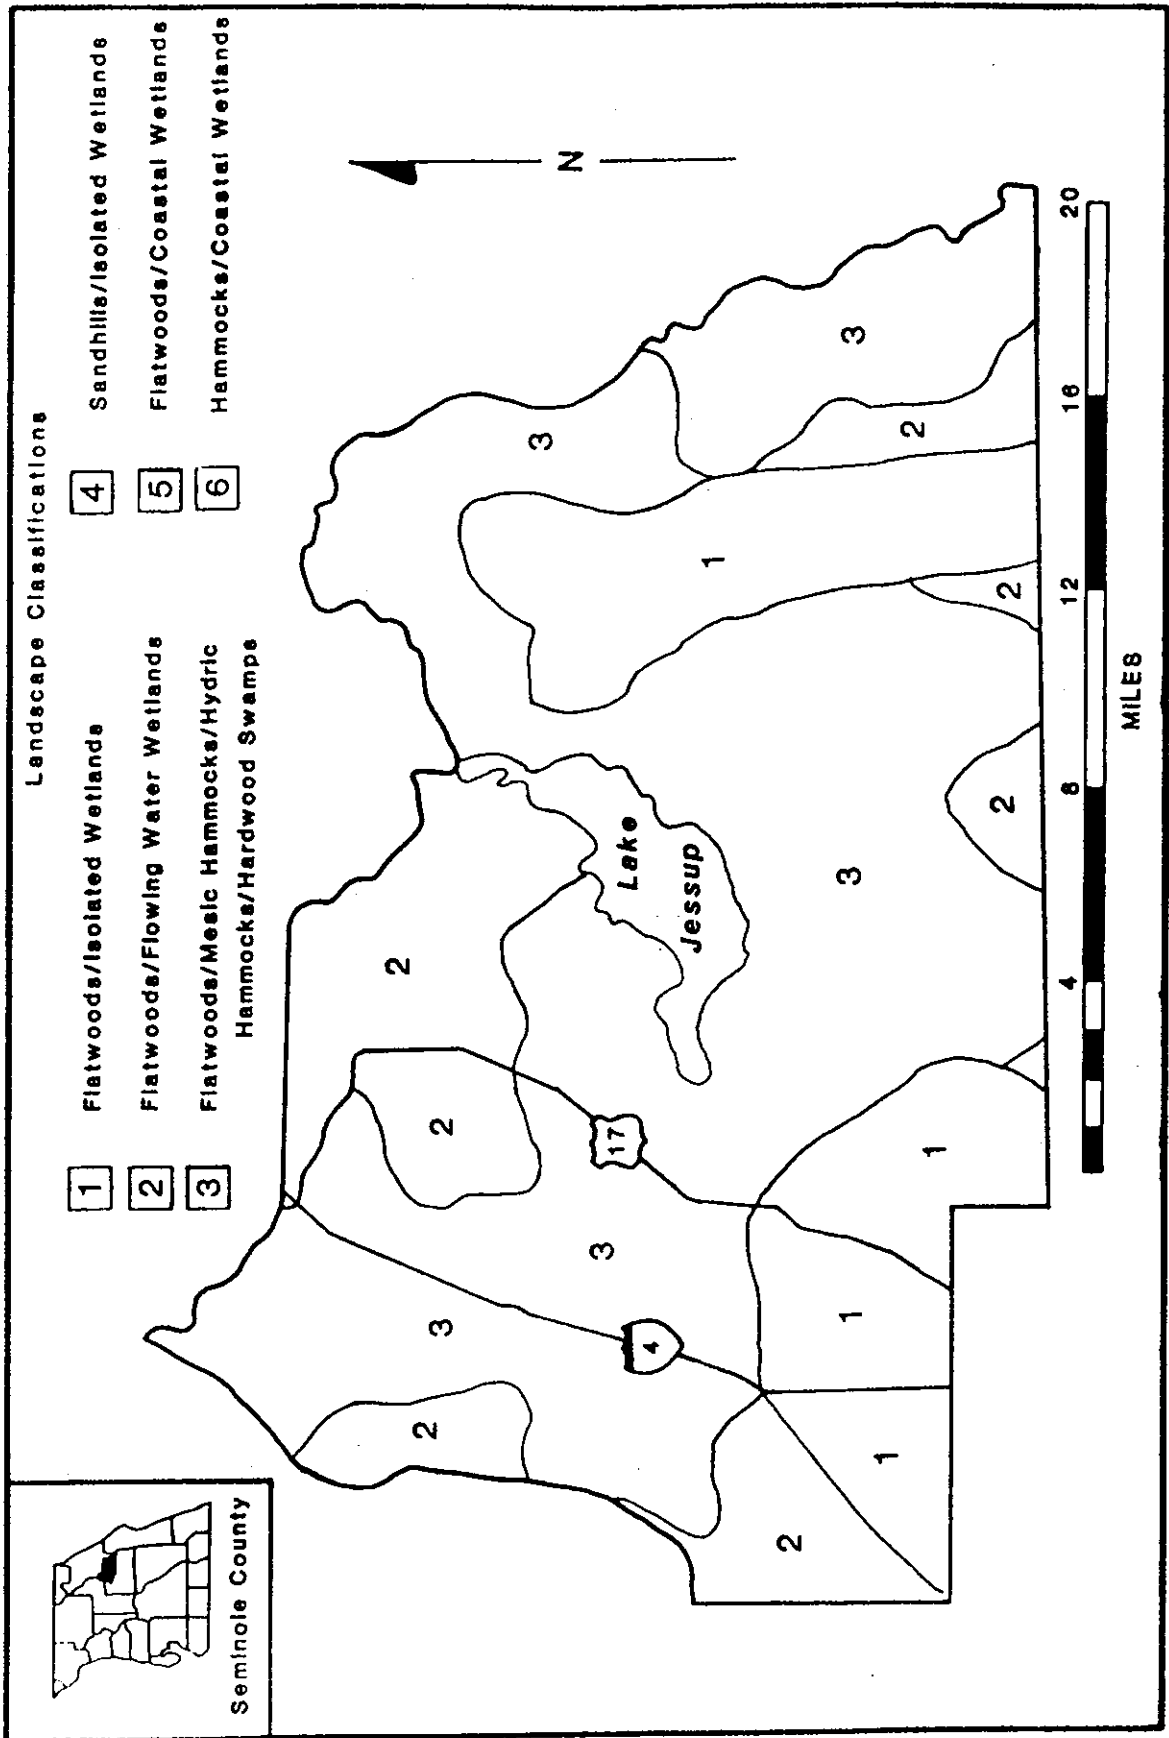 Landscape Classifications
1 Flatwoods/Isolated Wetlands
2 Flatwoods/Flowing Water Wetlands
3 Flatwoods/Mesic Hammocks/Hydric
Hammocks/Hardwood Swamps
4 Sandhills/Isolated Wetlands
5 Flatwoods/Coastal Wetlands
6 Hammocks/Coastal Wetlands
Seminole County
N
2
3
2
2
3
3
1
2
3
Lake
Jessup
4
17
2
1
1
1
3
2
2
2
3
4
8
12
16
20
MILES